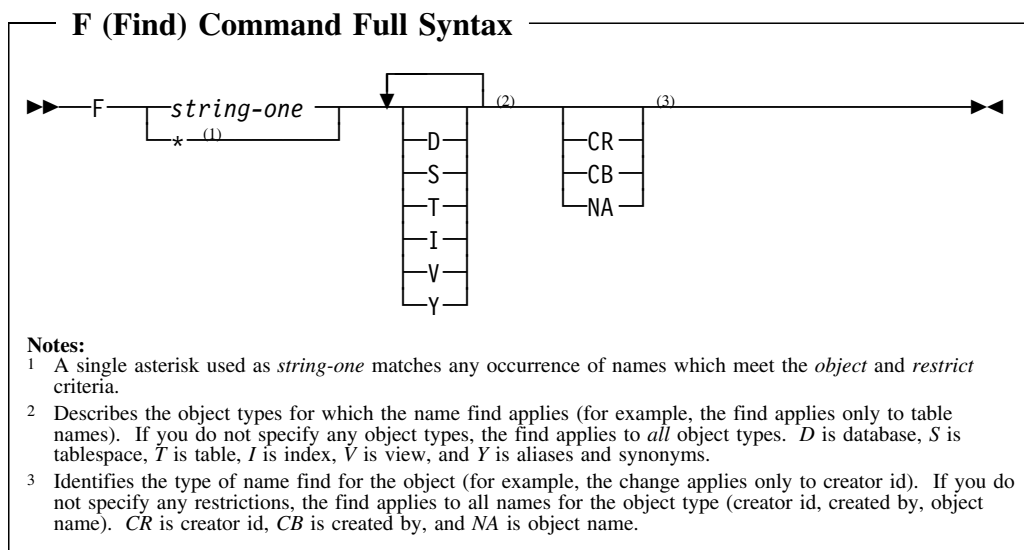 F (Find) Command Full Syntax
F string-one (2) (3)
* (1)
D CR
S CB
T NA
I
V
Y
Notes:
1 A single asterisk used as string-one matches any occurrence of names which meet the object and restrict
criteria.
2 Describes the object types for which the name find applies (for example, the find applies only to table
names). If you do not specify any object types, the find applies to all object types. D is database, S is
tablespace, T is table, I is index, V is view, and Y is aliases and synonyms.
3 Identifies the type of name find for the object (for example, the change applies only to creator id). If you do
not specify any restrictions, the find applies to all names for the object type (creator id, created by, object
name). CR is creator id, CB is created by, and NA is object name.